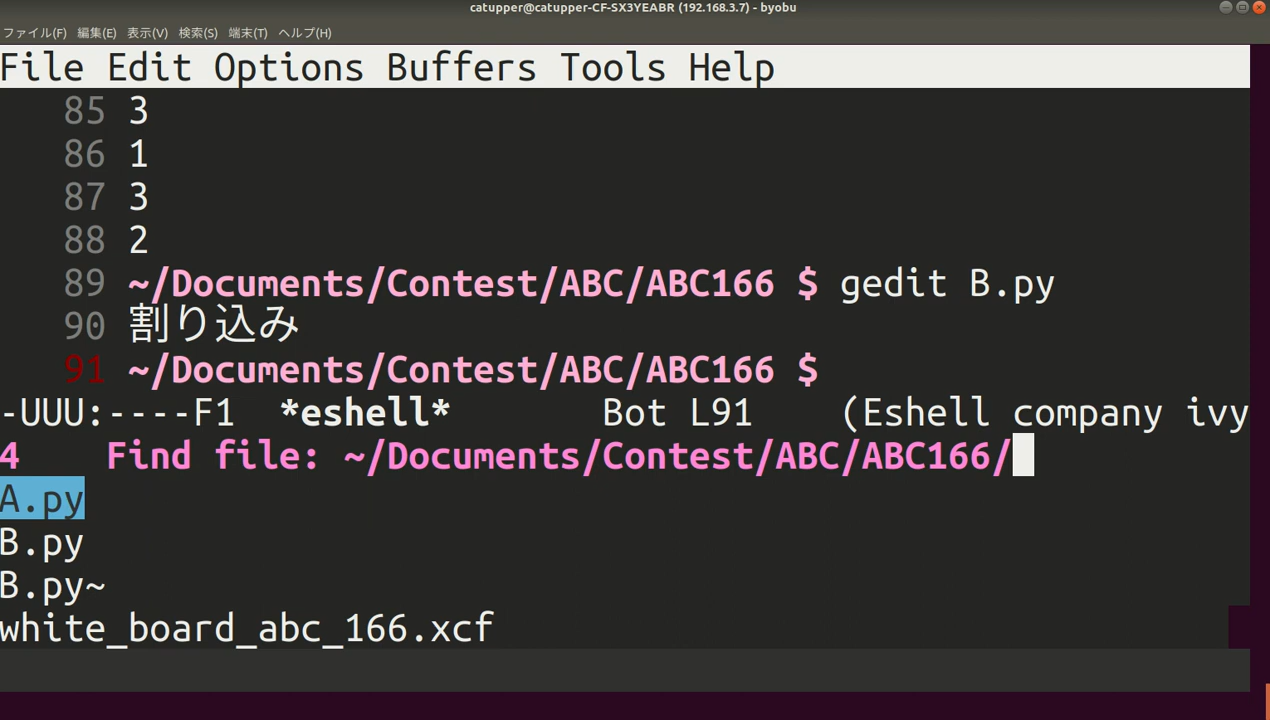 catupper@catupper-CF-SX3YEABR (192.168.3.7) - byobu
ファイル(F) 編集(E) 表示(V) 検索(S) 端末(T) ヘルプ(H)
File Edit Options Buffers Tools Help
85 3
86 1
87 3
88 2
89 ~/Documents/Contest/ABC/ABC166 $ gedit B.py
90 割り込み
91 ~/Documents/Contest/ABC/ABC166 $
-UUU:----F1  *eshell*       Bot L91    (Eshell company ivy
4    Find file: ~/Documents/Contest/ABC/ABC166/
A.py
B.py
B.py~
white_board_abc_166.xcf